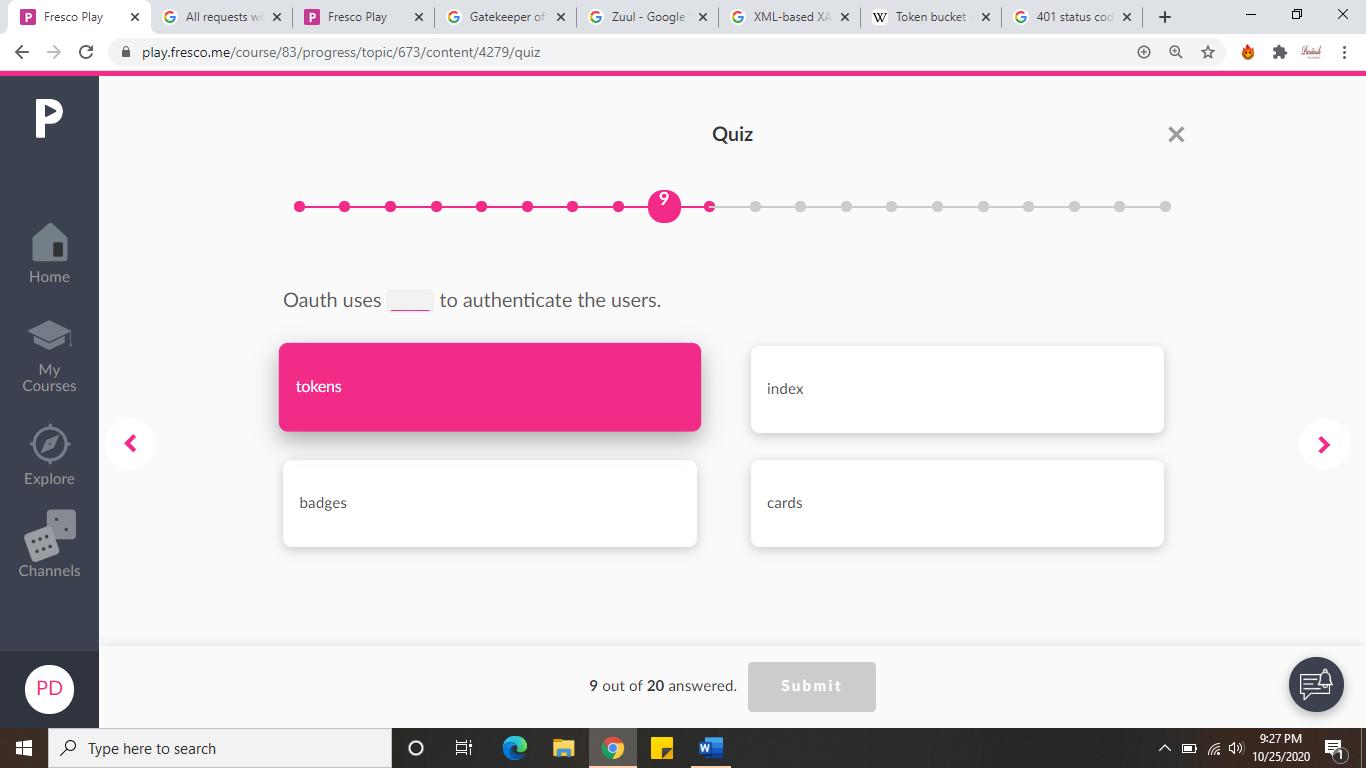 Fresco Play
All requests wi
Fresco Play
Gatekeeper of
Zuul - Google
XML-based XA
Token bucket -
401 status cod
play.fresco.me/course/83/progress/topic/673/content/4279/quiz
P
Quiz
9
Home
Oauth uses ____ to authenticate the users.
My
Courses
tokens
index
Explore
badges
cards
Channels
PD
9 out of 20 answered.
Submit
Type here to search
9:27 PM
10/25/2020
1